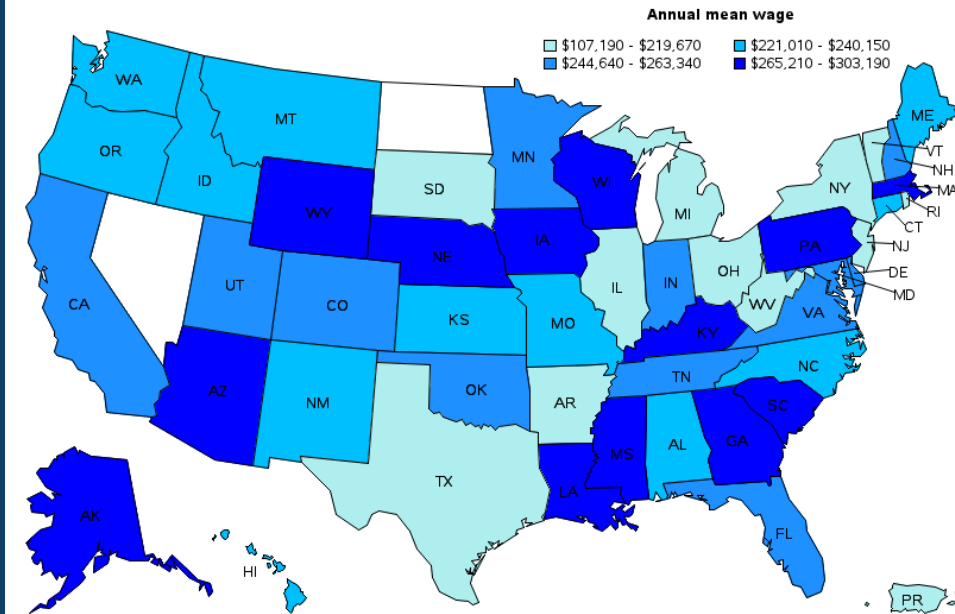 Annual mean wage
$107,190 - $219,670 $221,010 - $240,150
$244,640 - $263,340 $265,210 - $303,190
WA
ME
MT
VT
OR
MN
NH
ID
SD
WI
NY
MA
WY
MI
RI
CT
IA
PA
NJ
NE
OH
DE
UT
IL
IN
MD
CA
CO
WV
VA
KS
MO
KY
NC
TN
AZ
OK
NM
AR
SC
MS
AL
GA
TX
LA
AK
FL
HI
PR